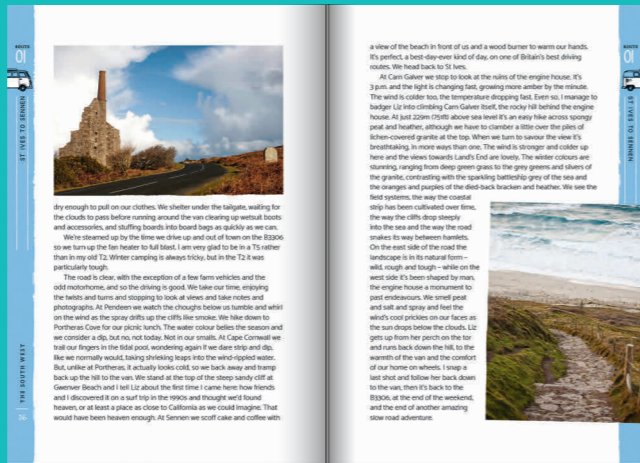 ROUTE
01
ST. IVES TO SENNEN
dry enough to pull on our clothes. We shelter under the tailgate, waiting for
the clouds to pass before running around the van clearing up wetsuit boots
and accessories, and stuffing boards into board bags as quickly as we can.
We're steamed up by the time we drive up and out of town on the B3306
so we turn up the fan heater to full blast. I am very glad to be in a T5 rather
than in my old T2. Winter camping is always tricky, but in the T2 it was
particularly tough.
The road is clear, with the exception of a few farm vehicles and the
odd motorhome, and so the driving is good. We take our time, enjoying
the twists and turns and stopping to look at views and take notes and
photographs. At Pendeen we watch the choughs below us tumble and whirl
on the wind as the spray drifts up the cliffs like smoke. We hike down to
Portheras Cove for our picnic lunch. The water colour belies the season and
we consider a dip, but no, not today. Not in our smalls. At Cape Cornwall we
trail our fingers in the tidal pool, wondering again if we dare strip and dip,
like we normally would, taking shrieking leaps into the wind-rippled water.
But, unlike at Portheras, it actually looks cold, so we back away and tramp
back up the hill to the van. We stand at the top of the steep sandy cliff at
Gwenver Beach and I tell Liz about the first time I came here: how friends
and I discovered it on a surf trip in the 1990s and thought we'd found
heaven, or at least a place as close to California as we could imagine. That
would have been heaven enough. At Sennen we scoff cake and coffee with
THE SOUTH WEST
36
a view of the beach in front of us and a wood burner to warm our hands.
It's perfect, a best-day-ever kind of day, on one of Britain's best driving
routes. We head back to St Ives.
At Carn Galver we stop to look at the ruins of the engine house. It's
3 p.m. and the light is changing fast, growing more amber by the minute.
The wind is colder too, the temperature dropping fast. Even so, I manage to
badger Liz into climbing Carn Galver itself, the rocky hill behind the engine
house. At just 229m (751ft) above sea level it's an easy hike across spongy
peat and heather, although we have to clamber a little over the piles of
lichen-covered granite at the top. When we turn to savour the view it's
breathtaking, in more ways than one. The wind is stronger and colder up
here and the views towards Land's End are lovely. The winter colours are
stunning, ranging from deep green grass to the grey greens and silvers of
the granite, contrasting with the sparkling battleship grey of the sea and
the oranges and purples of the died-back bracken and heather. We see the
field systems, the way the coastal
strip has been cultivated over time,
the way the cliffs drop steeply
into the sea and the way the road
snakes its way between hamlets.
On the east side of the road the
landscape is in its natural form –
wild, rough and tough – while on the
west side it's been shaped by man,
the engine house a monument to
past endeavours. We smell peat
and salt and spray and feel the
wind's cool prickles on our faces as
the sun drops below the clouds. Liz
gets up from her perch on the tor
and runs back down the hill, to the
warmth of the van and the comfort
of our home on wheels. I snap a
last shot and follow her back down
to the van, then it's back to the
B3306, at the end of the weekend,
and the end of another amazing
slow road adventure.
ROUTE
01
ST. IVES TO SENNEN